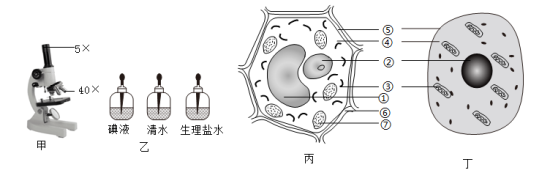 5×
40×
碘液 清水 生理盐水
甲 乙
⑤
④
②
③
①
⑥
⑦
丙
丁